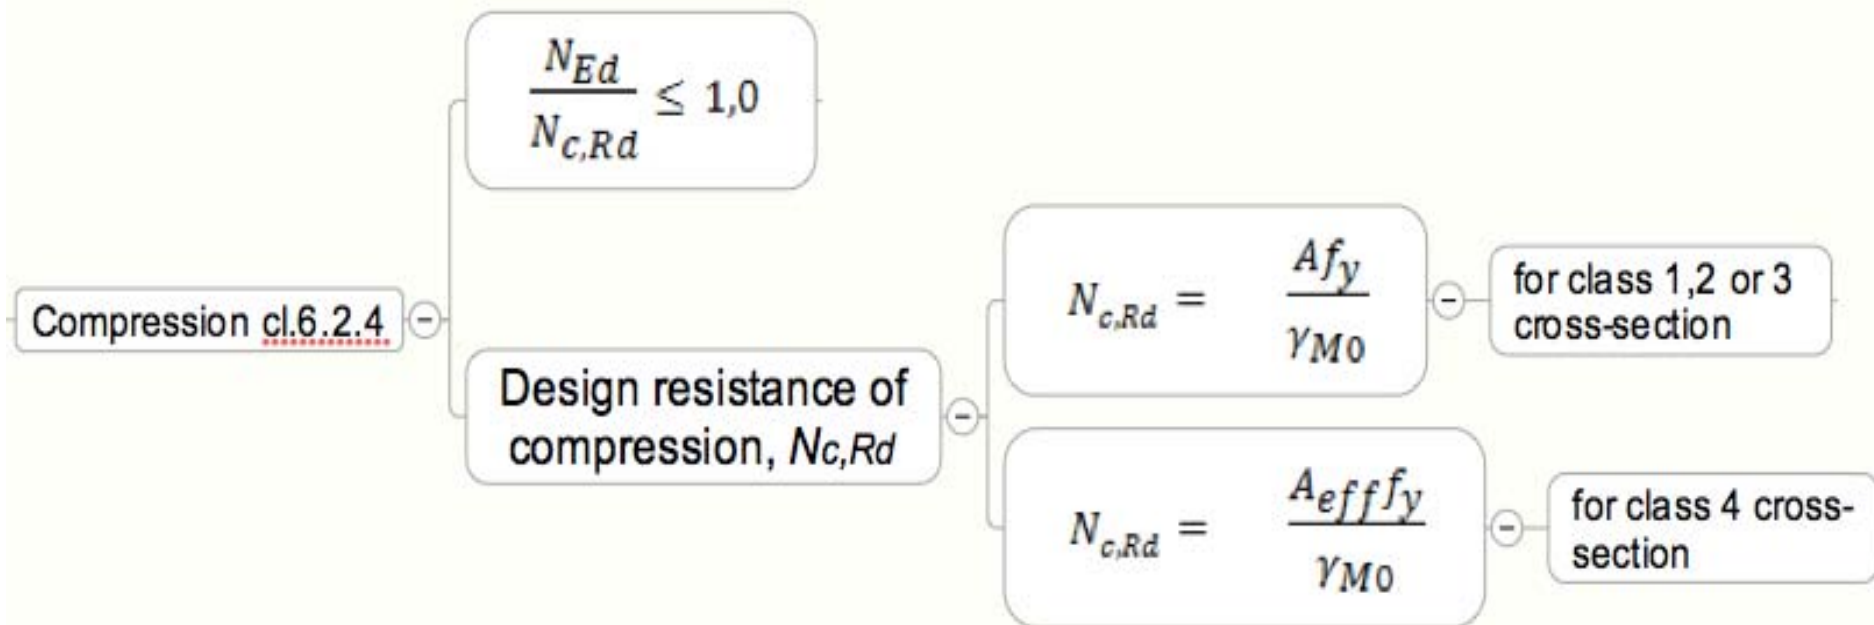 N_Ed / N_c,Rd ≤ 1,0
Compression cl.6.2.4
Design resistance of
compression, Nc,Rd
N_c,Rd = Af_y / γ_M0
for class 1,2 or 3
cross-section
N_c,Rd = A_eff f_y / γ_M0
for class 4 cross-
section